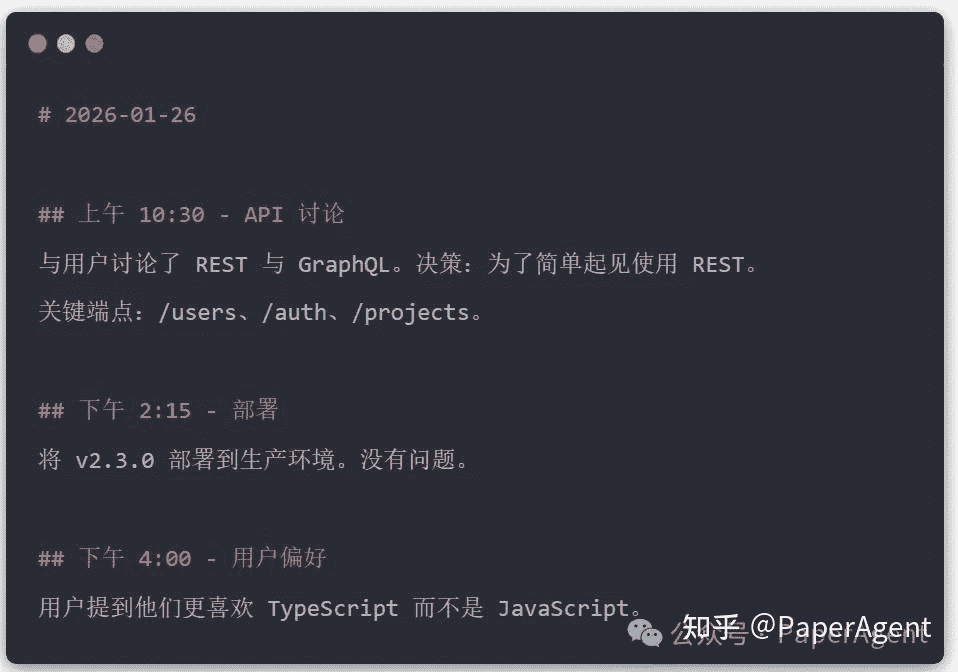 # 2026-01-26
## 上午 10:30 - API 讨论
与用户讨论了 REST 与 GraphQL。决策：为了简单起见使用 REST。
关键端点：/users、/auth、/projects。
## 下午 2:15 - 部署
将 v2.3.0 部署到生产环境。没有问题。
## 下午 4:00 - 用户偏好
用户提到他们更喜欢 TypeScript 而不是 JavaScript。
公众号 · PaperAgent
知乎 @PaperAgent